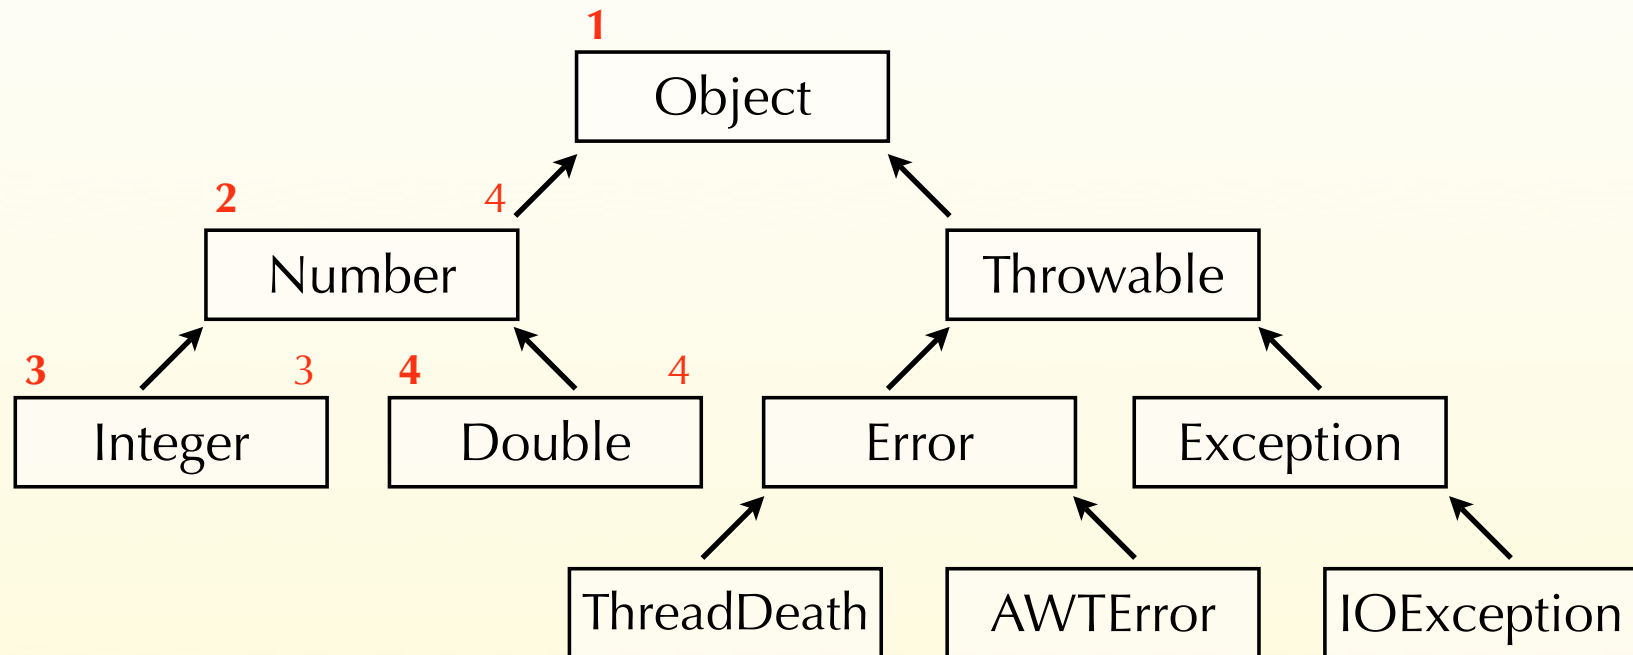 1
Object
2 4
Number Throwable
3 3 4 4
Integer Double Error Exception
ThreadDeath AWTError IOException